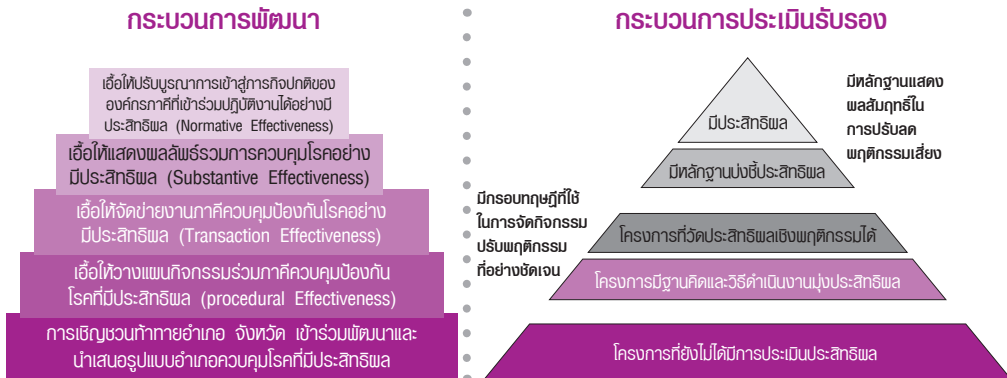 กระบวนการพัฒนา
เอื้อให้ปรับบูรณาการเข้าสู่ภารกิจปกติของ
องค์กรภาคีที่เข้าร่วมปฏิบัติงานได้อย่างมี
ประสิทธิผล (Normative Effectiveness)
เอื้อให้แสดงผลลัพธ์รวมการควบคุมโรคอย่าง
มีประสิทธิผล (Substantive Effectiveness)
เอื้อให้จัดข่ายงานภาคีควบคุมป้องกันโรคอย่าง
มีประสิทธิผล (Transaction Effectiveness)
เอื้อให้วางแผนกิจกรรมร่วมภาคีควบคุมป้องกัน
โรคที่มีประสิทธิผล (procedural Effectiveness)
การเชิญชวนท้าทายอำเภอ จังหวัด เข้าร่วมพัฒนาและ
นำเสนอรูปแบบอำเภอควบคุมโรคที่มีประสิทธิผล
กระบวนการประเมินรับรอง
มีประสิทธิผล
มีหลักฐานแสดง
ผลสัมฤทธิ์ใน
การปรับลด
พฤติกรรมเสี่ยง
มีหลักฐานบ่งชี้ประสิทธิผล
มีกรอบทฤษฎีที่ใช้
ในการจัดกิจกรรม
ปรับพฤติกรรม
ที่อย่างชัดเจน
โครงการที่วัดประสิทธิผลเชิงพฤติกรรมได้
โครงการมีฐานคิดและวิธีดำเนินงานมุ่งประสิทธิผล
โครงการที่ยังไม่ได้มีการประเมินประสิทธิผล